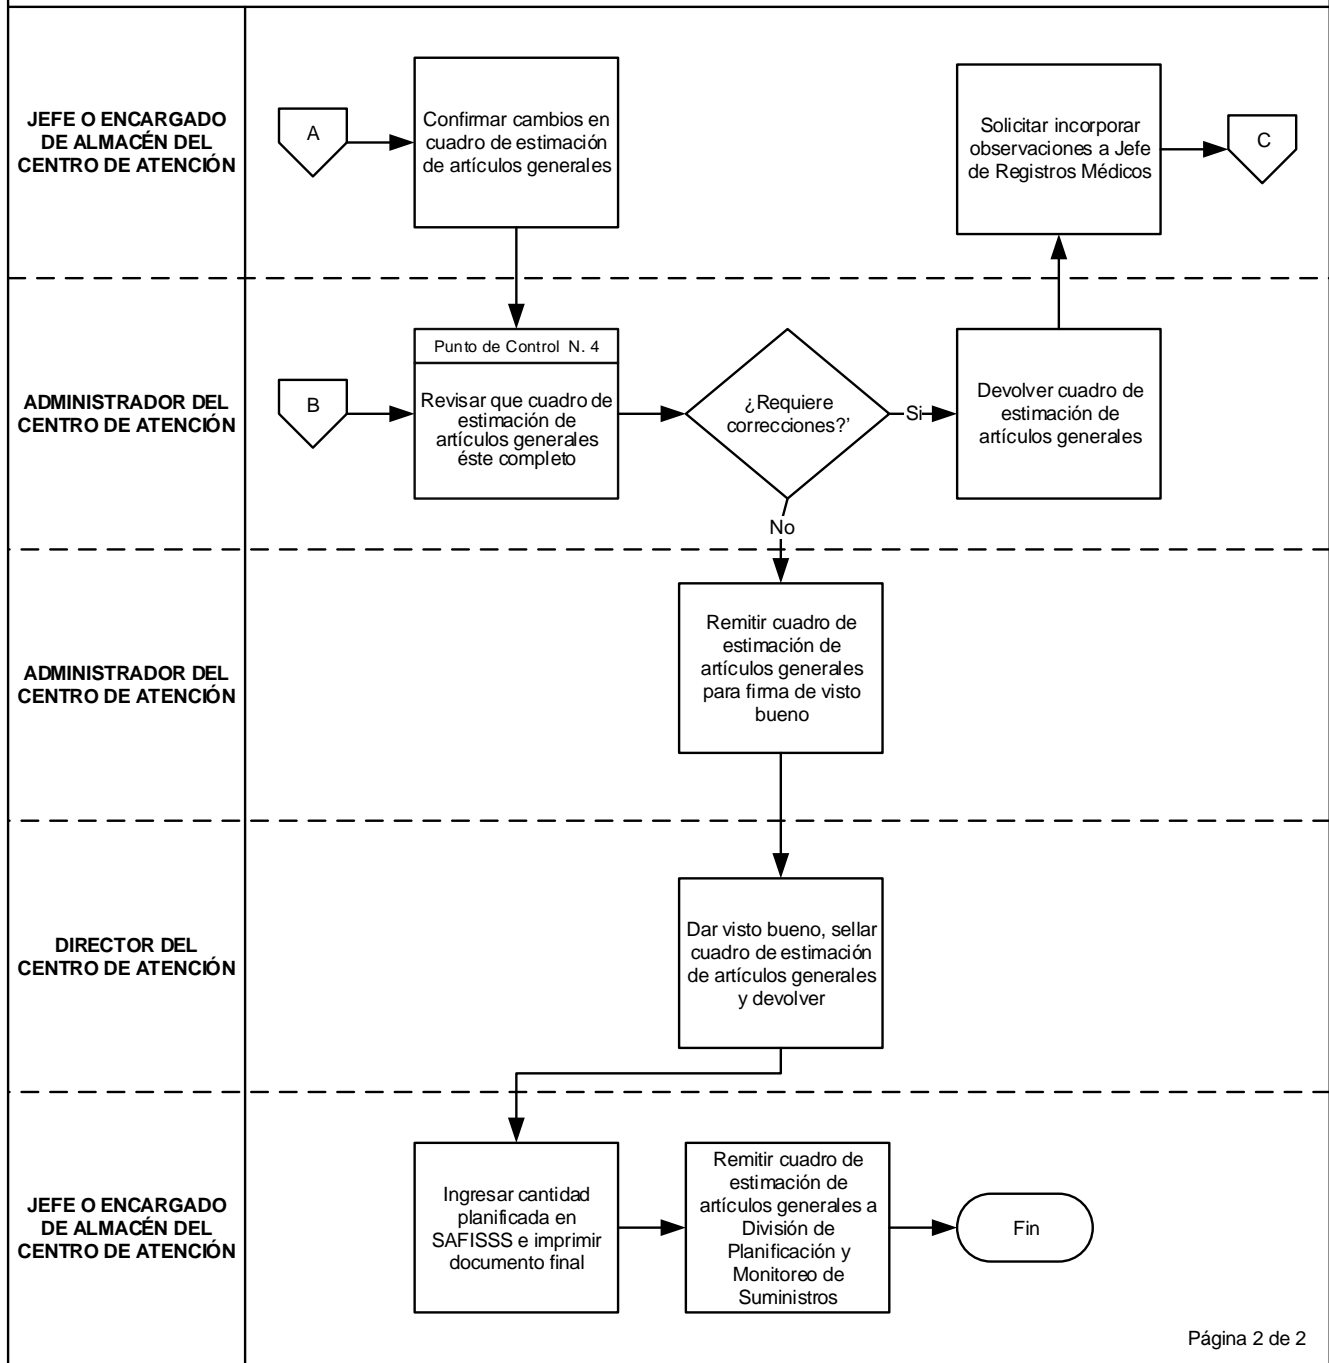 JEFE O ENCARGADO
DE ALMACÉN DEL
CENTRO DE ATENCIÓN
A
Confirmar cambios en
cuadro de estimación
de artículos generales
Solicitar incorporar
observaciones a Jefe
de Registros Médicos
C
ADMINISTRADOR DEL
CENTRO DE ATENCIÓN
B
Punto de Control N. 4
Revisar que cuadro de
estimación de
artículos generales
éste completo
¿Requiere
correcciones?'
Si
Devolver cuadro de
estimación de
artículos generales
No
ADMINISTRADOR DEL
CENTRO DE ATENCIÓN
Remitir cuadro de
estimación de
artículos generales
para firma de visto
bueno
DIRECTOR DEL
CENTRO DE ATENCIÓN
Dar visto bueno, sellar
cuadro de estimación
de artículos generales
y devolver
JEFE O ENCARGADO
DE ALMACÉN DEL
CENTRO DE ATENCIÓN
Ingresar cantidad
planificada en
SAFISSS e imprimir
documento final
Remitir cuadro de
estimación de
artículos generales a
División de
Planificación y
Monitoreo de
Suministros
Fin
Página 2 de 2